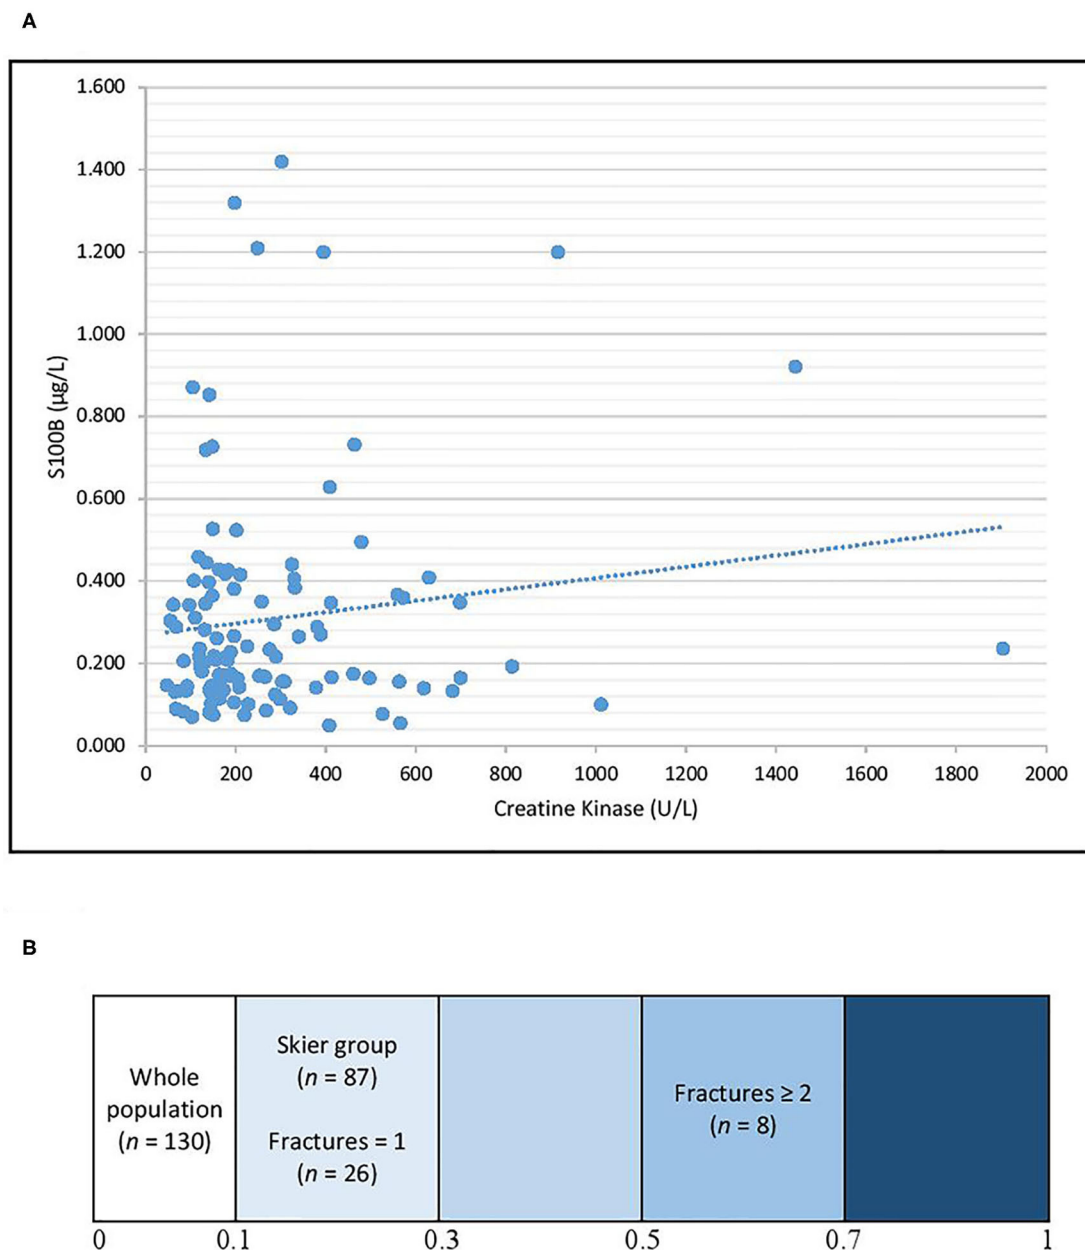 A
1.600
1.400
1.200
1.000
0.800
0.600
0.400
0.200
0.000
S100B (µg/L)
0 200 400 600 800 1000 1200 1400 1600 1800 2000
Creatine Kinase (U/L)
B
Whole
population
(n = 130)
Skier group
(n = 87)
Fractures = 1
(n = 26)
Fractures ≥ 2
(n = 8)
0 0.1 0.3 0.5 0.7 1